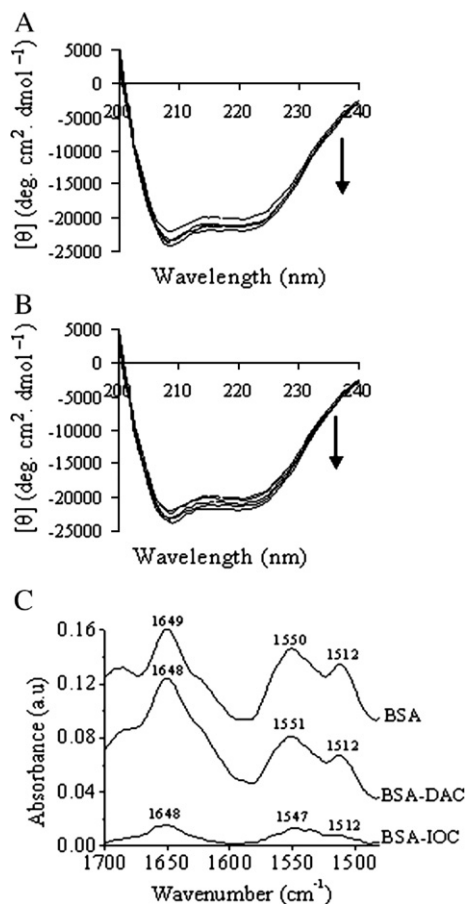 A
5000
0
200 210 220 230 240
-5000
-10000
-15000
-20000
-25000
[θ] (deg. cm². dmol⁻¹)
Wavelength (nm)
B
5000
0
200 210 220 230 240
-5000
-10000
-15000
-20000
-25000
[θ] (deg. cm². dmol⁻¹)
Wavelength (nm)
C
0.16
0.12
0.08
0.04
0.00
Absorbance (a.u)
1649
1550
1512
BSA
1648
1551
1512
BSA-DAC
1648
1547
1512
BSA-IOC
1700 1650 1600 1550 1500
Wavenumber (cm⁻¹)